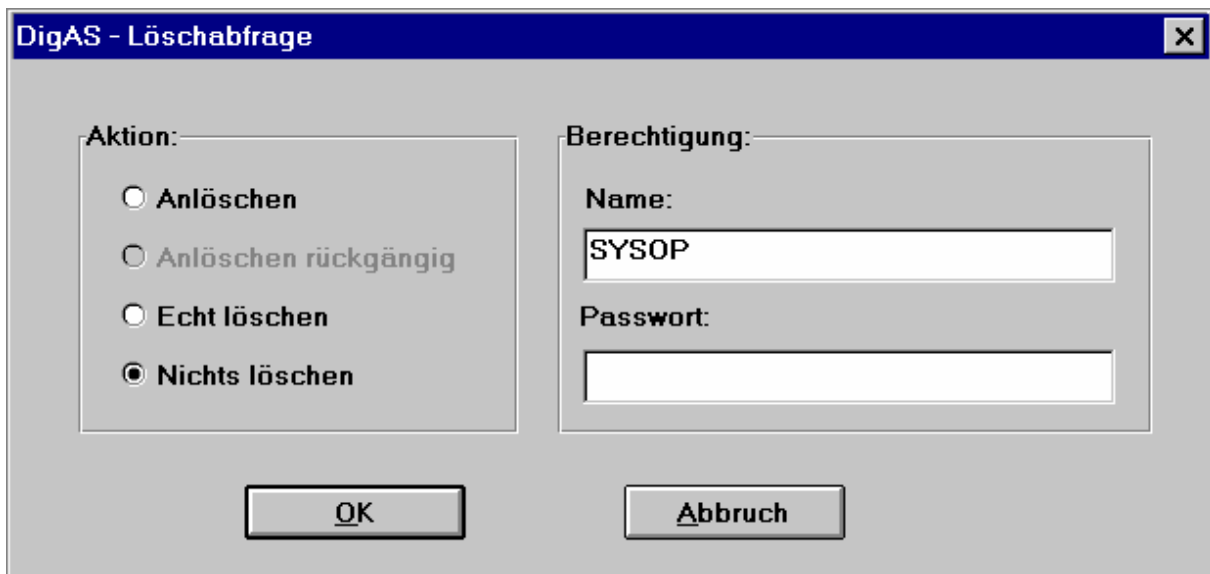 DigAS - Löschabfrage
Aktion:
Anlöschen
Anlöschen rückgängig
Echt löschen
Nichts löschen
Berechtigung:
Name:
SYSOP
Passwort:
OK
Abbruch